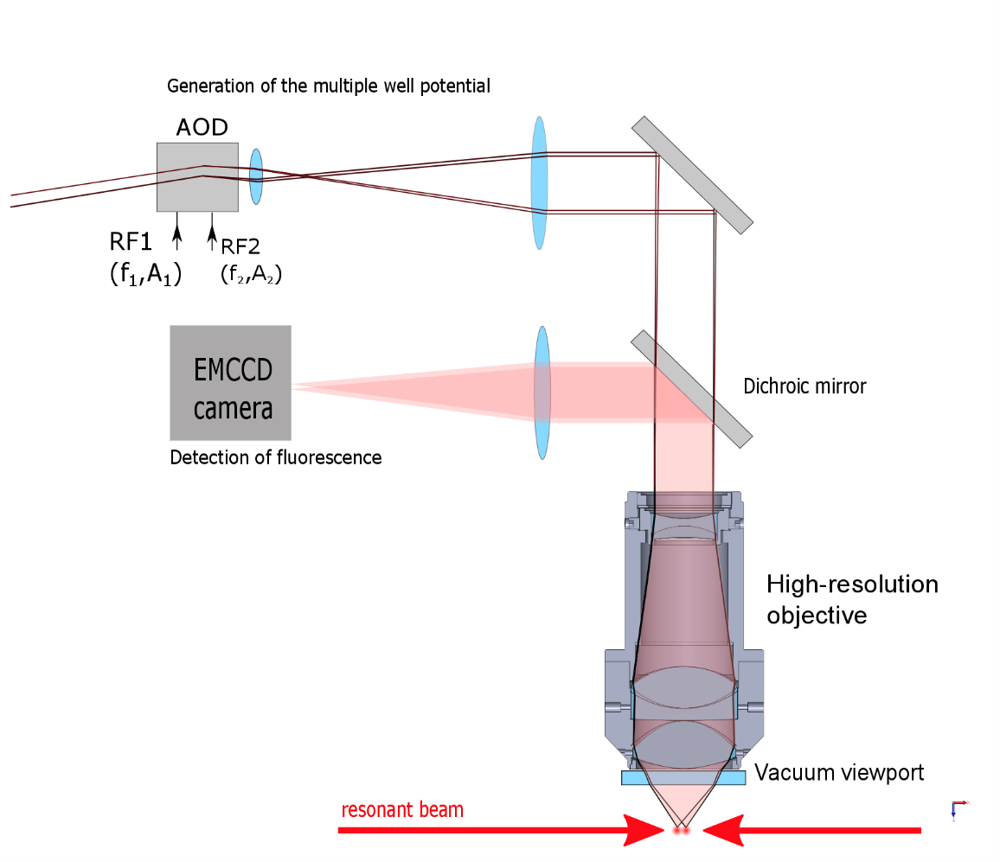 Generation of the multiple well potential
AOD
RF1
(f₁,A₁)
RF2
(f₂,A₂)
EMCCD
camera
Detection of fluorescence
Dichroic mirror
High-resolution
objective
Vacuum viewport
resonant beam